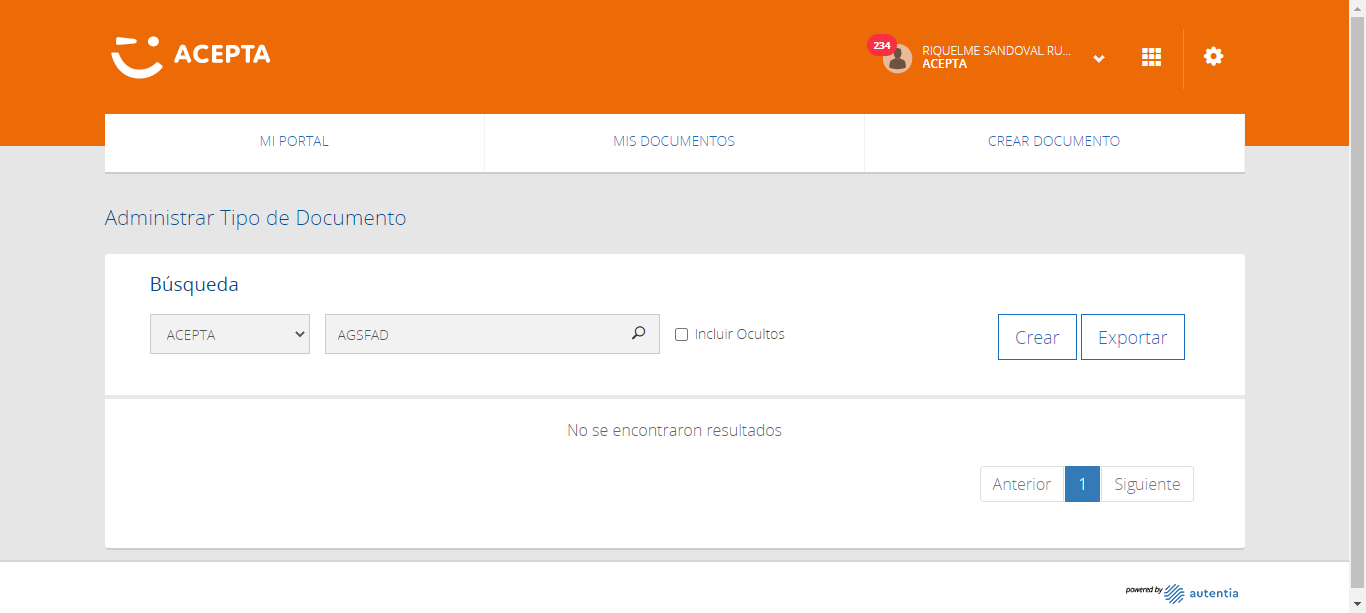 ACEPTA
234
RIQUELME SANDOVAL RU...
ACEPTA
MI PORTAL
MIS DOCUMENTOS
CREAR DOCUMENTO
Administrar Tipo de Documento
Búsqueda
ACEPTA
AGSFAD
Incluir Ocultos
Crear
Exportar
No se encontraron resultados
Anterior
1
Siguiente
powered by
autentia